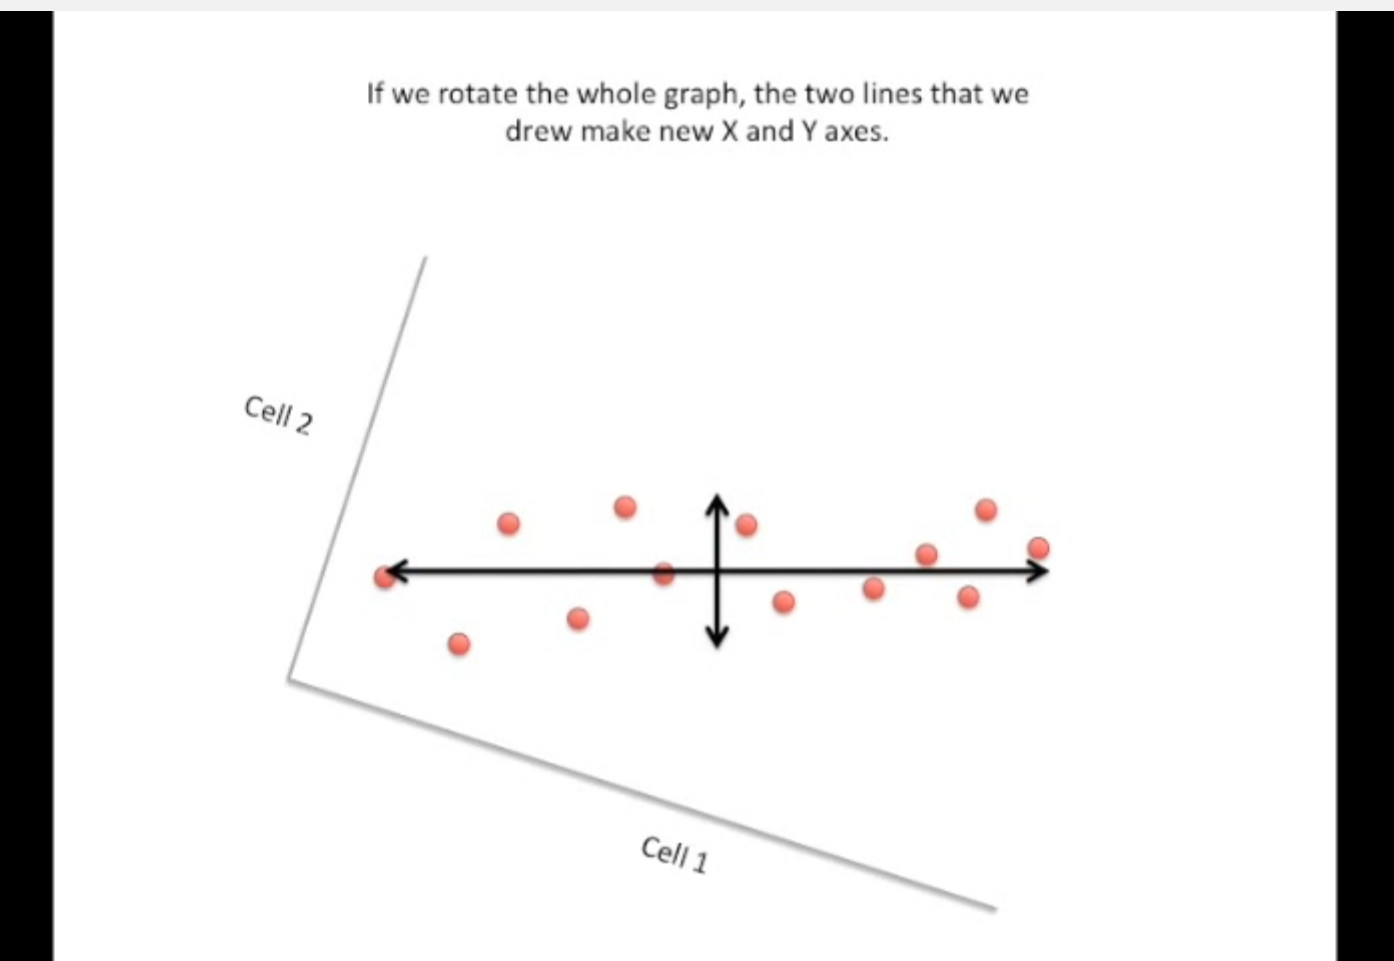 If we rotate the whole graph, the two lines that we
drew make new X and Y axes.
Cell 2
Cell 1